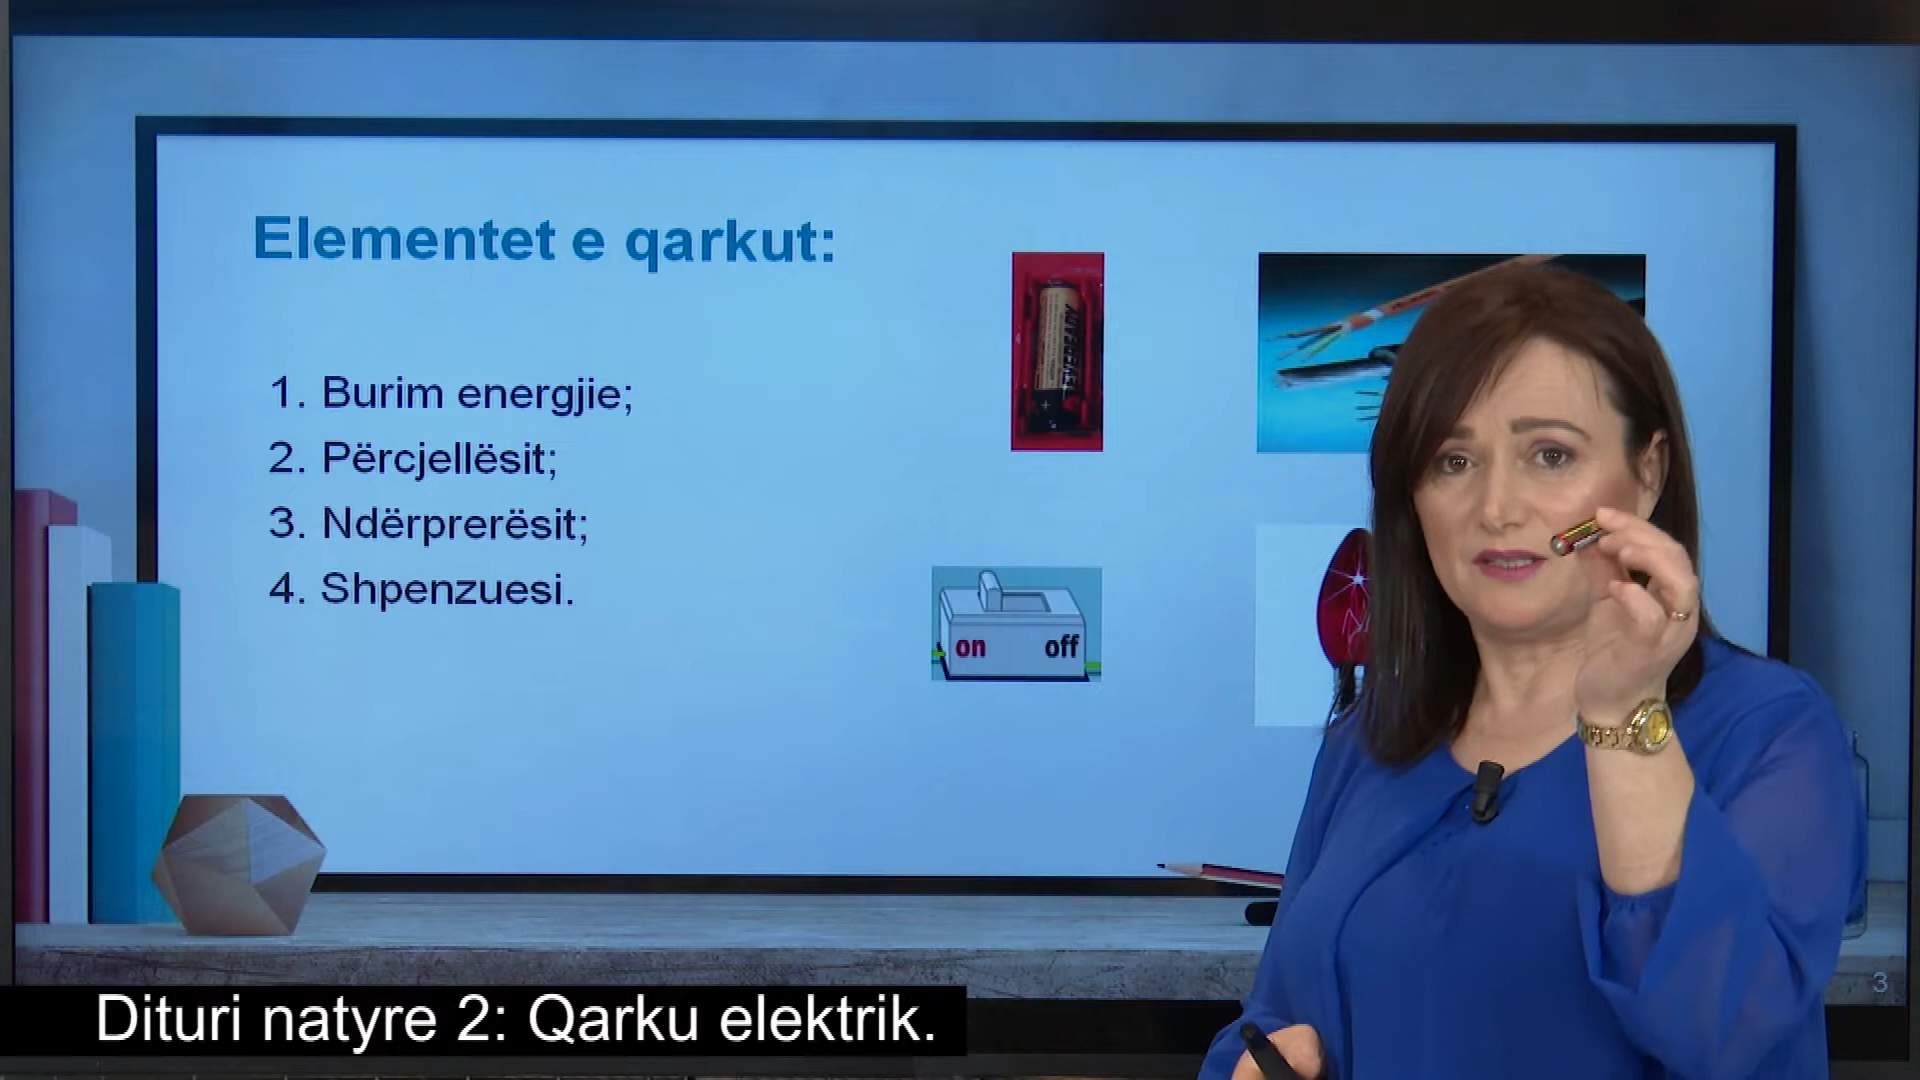 Elementet e qarkut:
1. Burim energjie;
2. Përcjellësit;
3. Ndërprerësit;
4. Shpenzuesi.
on off
3
Dituri natyre 2: Qarku elektrik.